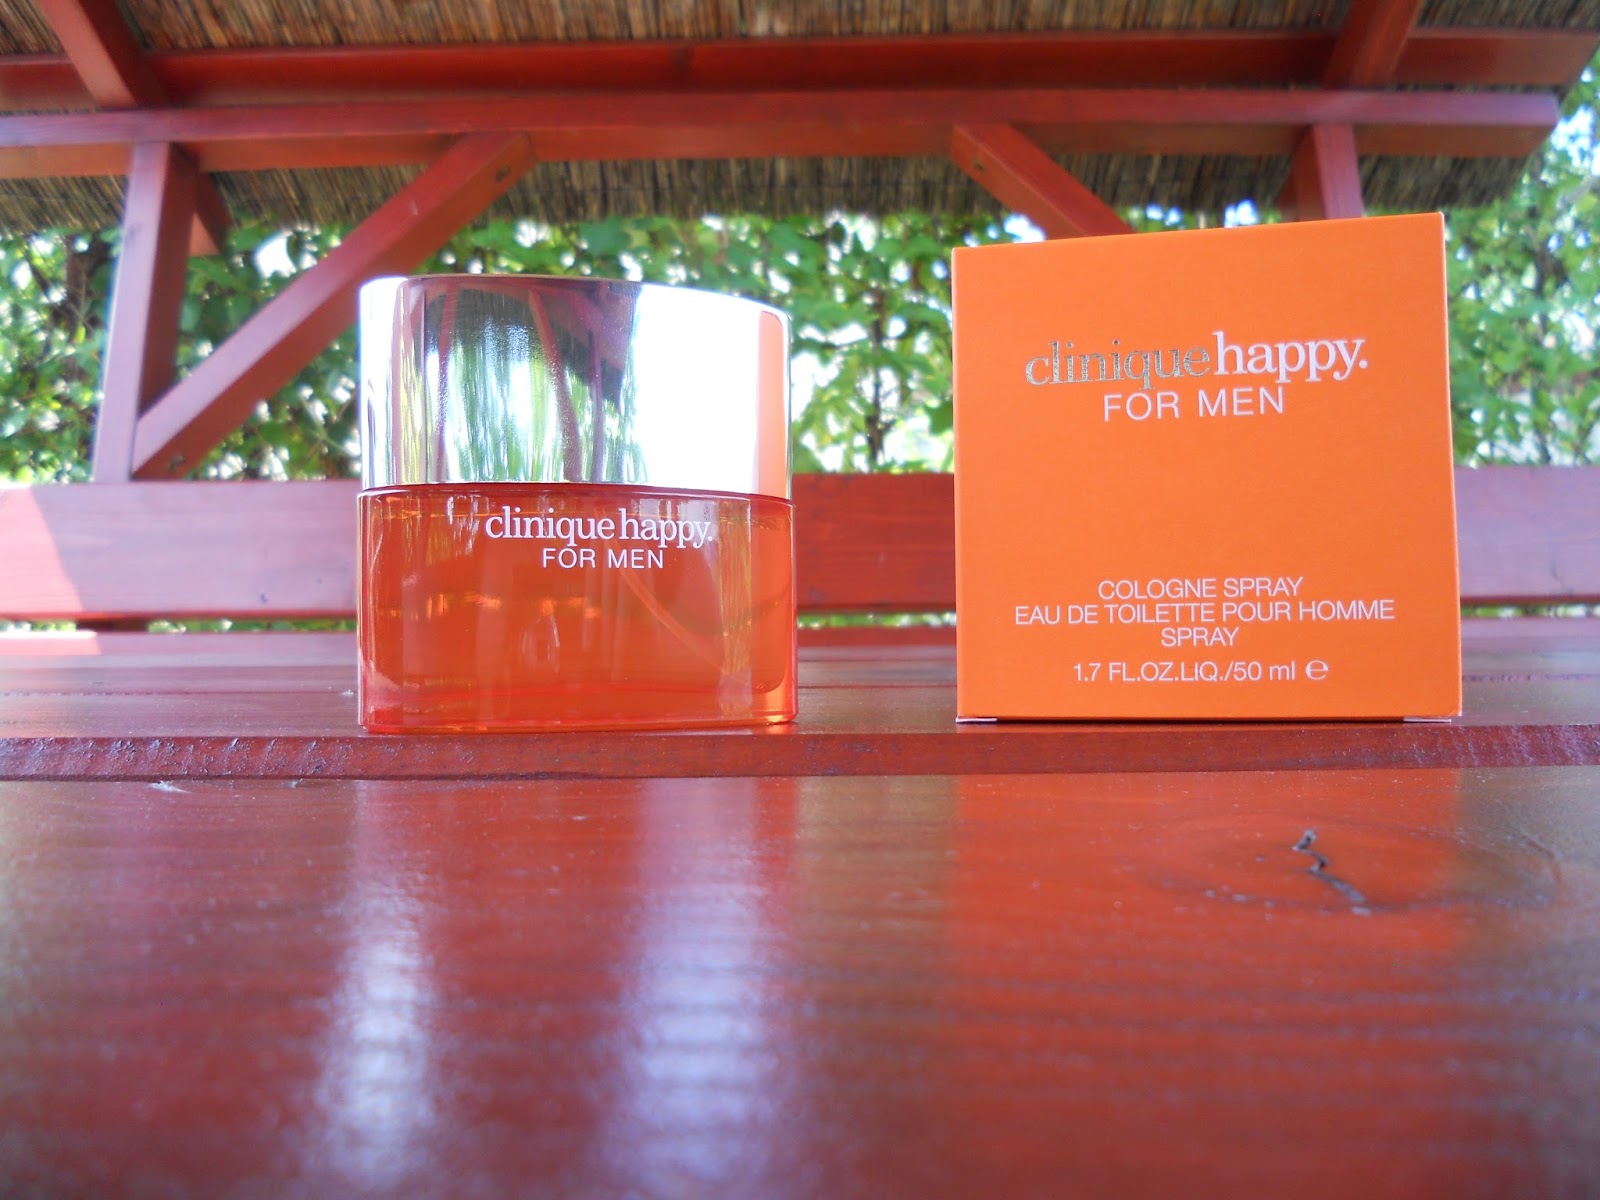 clinique happy.
FOR MEN
clinique happy.
FOR MEN
COLOGNE SPRAY
EAU DE TOILETTE POUR HOMME
SPRAY
1.7 FL.OZ.LIQ./50 ml ℮